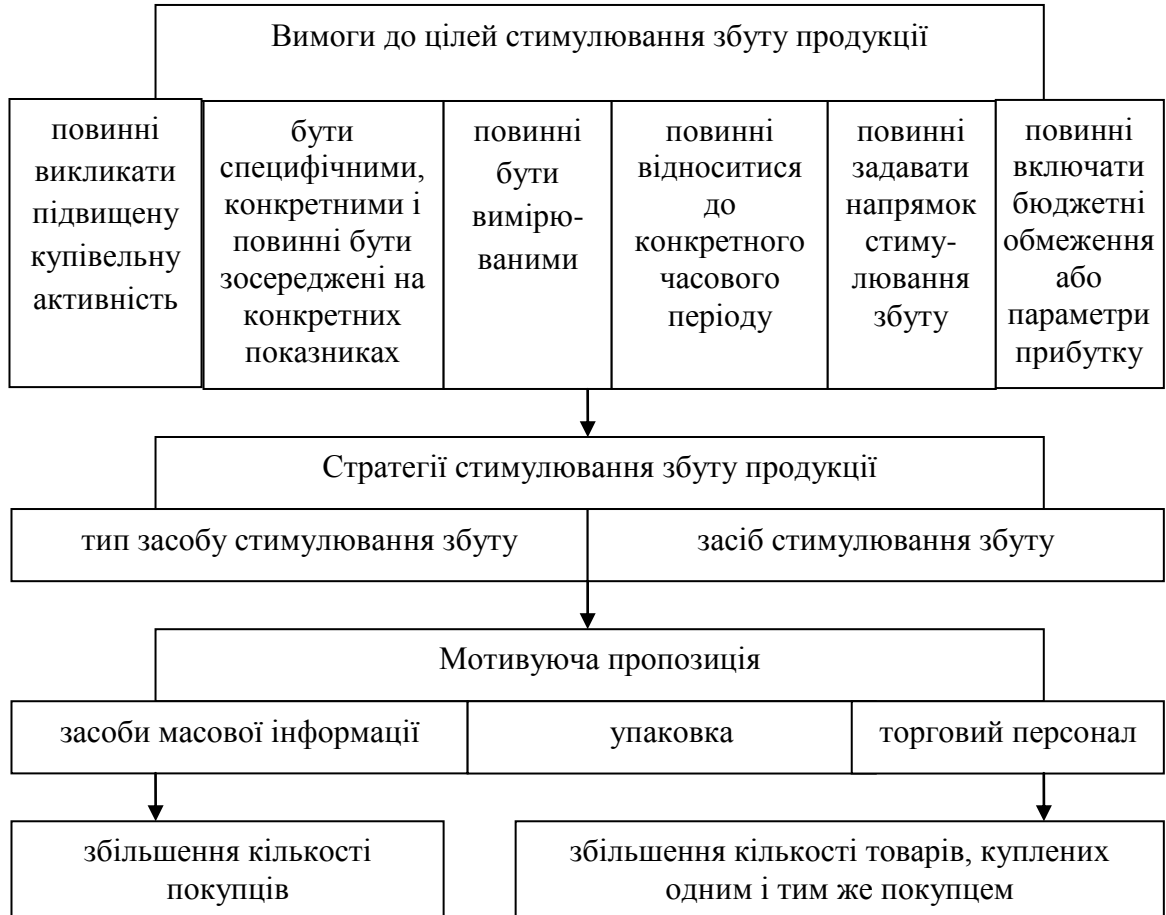 Вимоги до цілей стимулювання збуту продукції
повинні
викликати
підвищену
купівельну
активність
бути
специфічними,
конкретними і
повинні бути
зосереджені на
конкретних
показниках
повинні
бути
вимірю-
ваними
повинні
відноситися
до
конкретного
часового
періоду
повинні
задавати
напрямок
стиму-
лювання
збуту
повинні
включати
бюджетні
обмеження
або
параметри
прибутку
Стратегії стимулювання збуту продукції
тип засобу стимулювання збуту
засіб стимулювання збуту
Мотивуюча пропозиція
засоби масової інформації
упаковка
торговий персонал
збільшення кількості
покупців
збільшення кількості товарів, куплених
одним і тим же покупцем